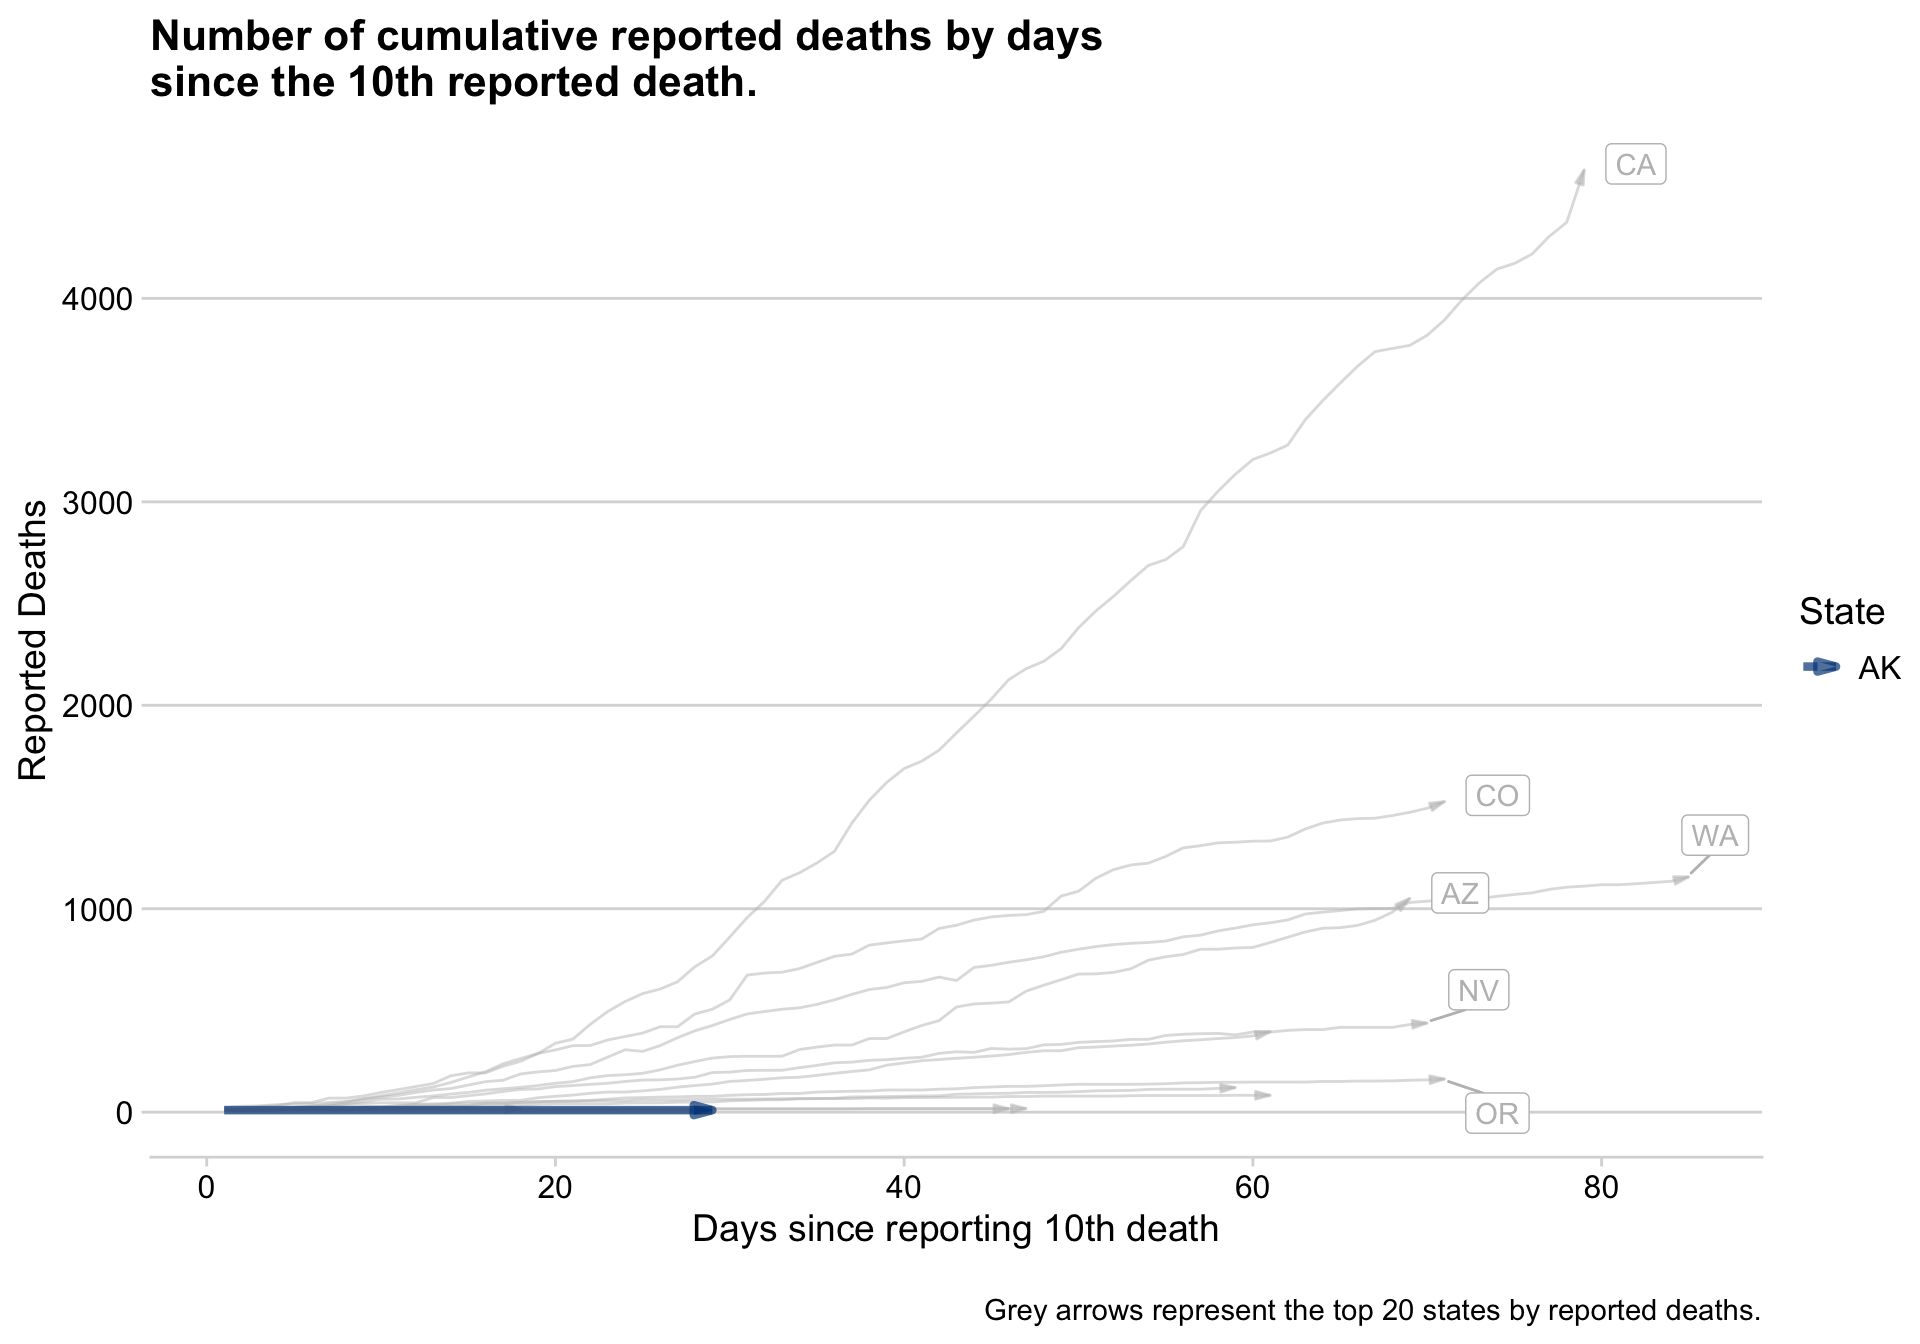 Number of cumulative reported deaths by days
since the 10th reported death.
CA
4000
3000
2000
1000
0
Reported Deaths
CO
WA
AZ
NV
OR
State
AK
0 20 40 60 80
Days since reporting 10th death
Grey arrows represent the top 20 states by reported deaths.